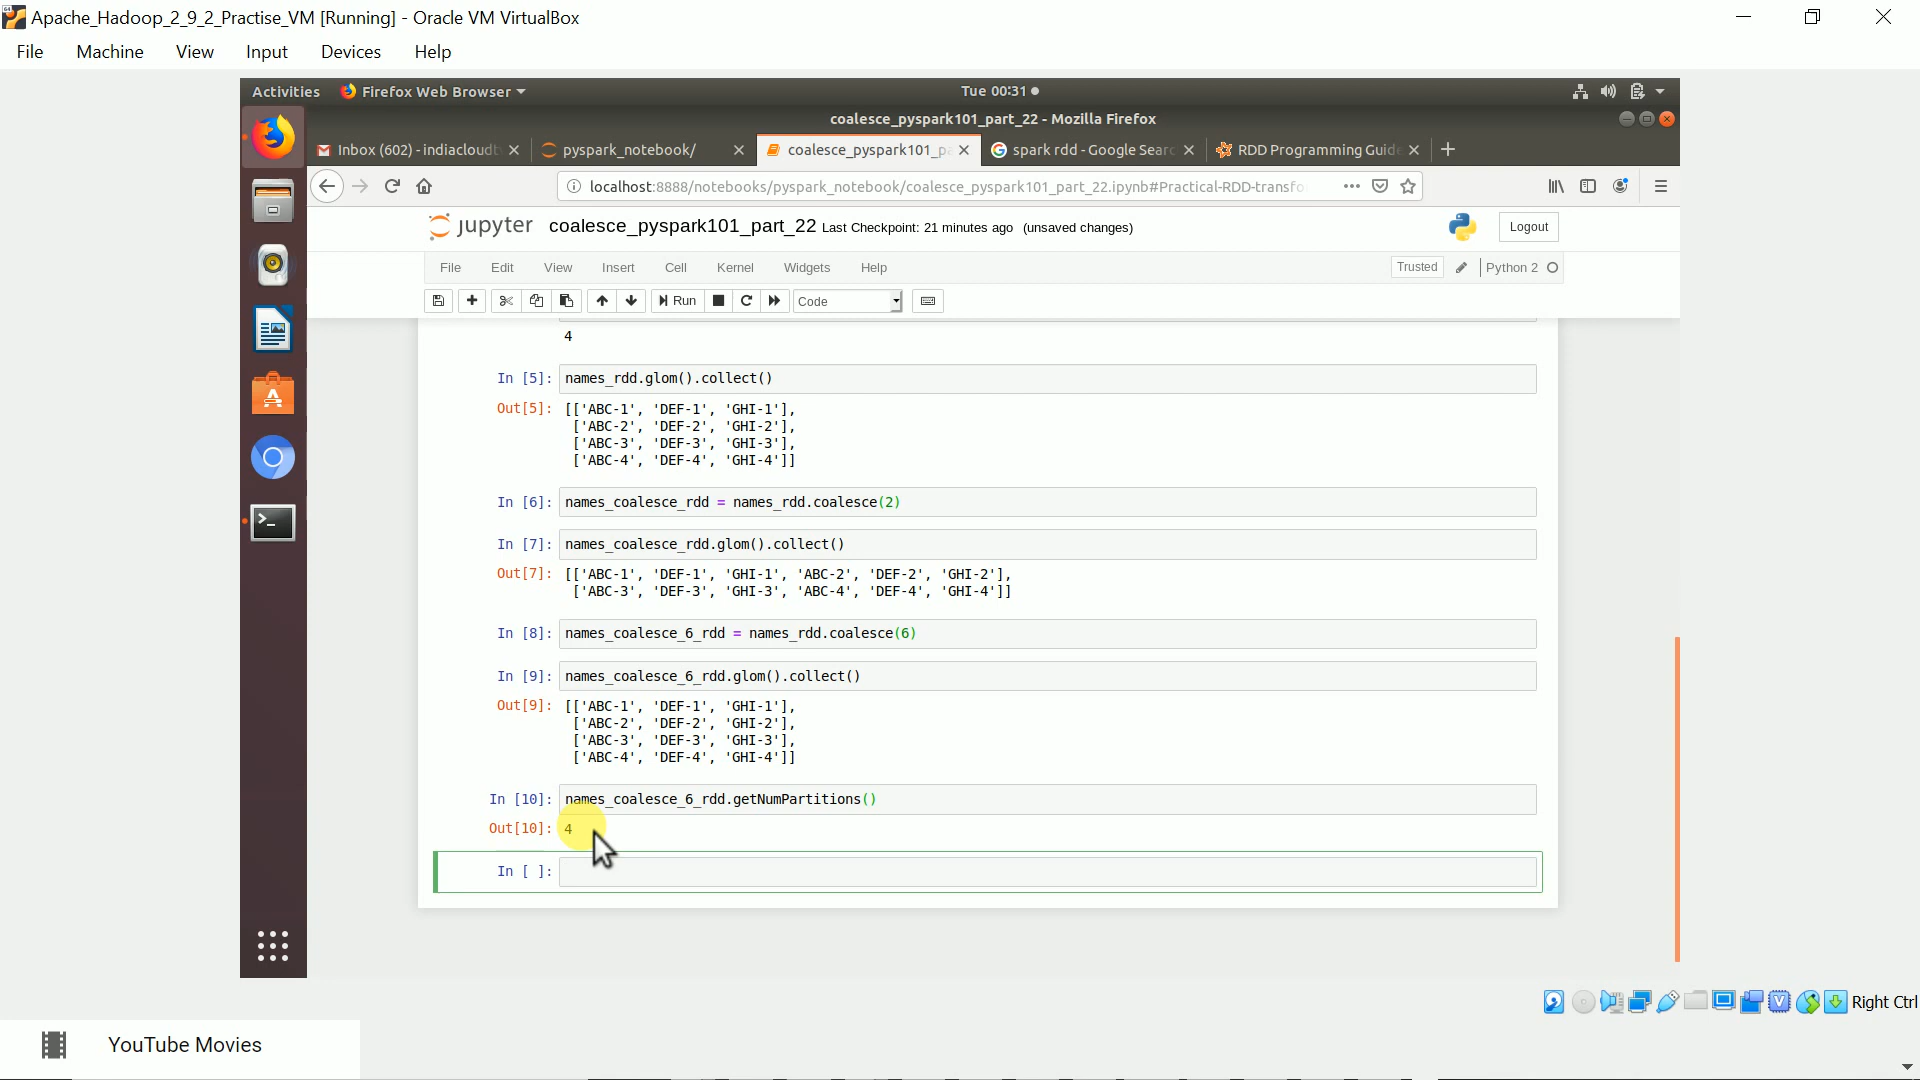 Apache_Hadoop_2_9_2_Practise_VM [Running] - Oracle VM VirtualBox
File Machine View Input Devices Help
Activities Firefox Web Browser Tue 00:31
coalesce_pyspark101_part_22 - Mozilla Firefox
Inbox (602) - indiacloud pyspark_notebook/ coalesce_pyspark101_pa spark rdd - Google Searc RDD Programming Guide
localhost:8888/notebooks/pyspark_notebook/coalesce_pyspark101_part_22.ipynb#Practical-RDD-transfo
jupyter coalesce_pyspark101_part_22 Last Checkpoint: 21 minutes ago (unsaved changes) Logout
File Edit View Insert Cell Kernel Widgets Help Trusted Python 2
Run Code
4
In [5]: names_rdd.glom().collect()
Out[5]: [['ABC-1', 'DEF-1', 'GHI-1'],
['ABC-2', 'DEF-2', 'GHI-2'],
['ABC-3', 'DEF-3', 'GHI-3'],
['ABC-4', 'DEF-4', 'GHI-4']]
In [6]: names_coalesce_rdd = names_rdd.coalesce(2)
In [7]: names_coalesce_rdd.glom().collect()
Out[7]: [['ABC-1', 'DEF-1', 'GHI-1', 'ABC-2', 'DEF-2', 'GHI-2'],
['ABC-3', 'DEF-3', 'GHI-3', 'ABC-4', 'DEF-4', 'GHI-4']]
In [8]: names_coalesce_6_rdd = names_rdd.coalesce(6)
In [9]: names_coalesce_6_rdd.glom().collect()
Out[9]: [['ABC-1', 'DEF-1', 'GHI-1'],
['ABC-2', 'DEF-2', 'GHI-2'],
['ABC-3', 'DEF-3', 'GHI-3'],
['ABC-4', 'DEF-4', 'GHI-4']]
In [10]: names_coalesce_6_rdd.getNumPartitions()
Out[10]: 4
In [ ]:
Right Ctrl
YouTube Movies